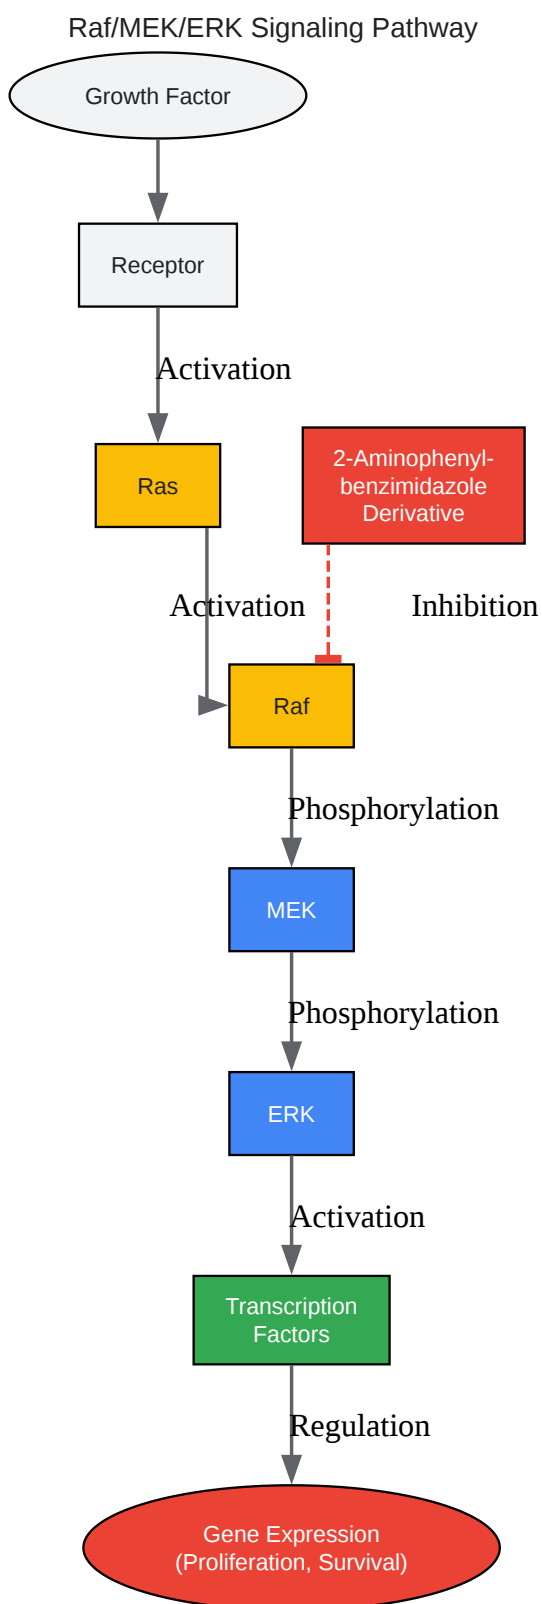 Raf/MEK/ERK Signaling Pathway
Growth Factor
Receptor
Activation
Ras
2-Aminophenyl-
benzimidazole
Derivative
Activation
Inhibition
Raf
Phosphorylation
MEK
Phosphorylation
ERK
Activation
Transcription
Factors
Regulation
Gene Expression
(Proliferation, Survival)